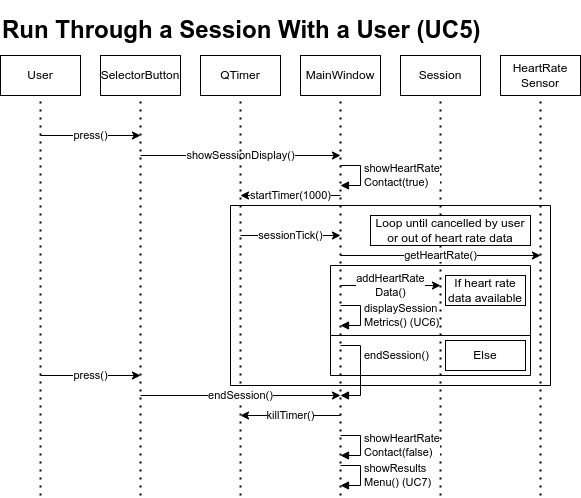 Run Through a Session With a User (UC5)
User
SelectorButton
QTimer
MainWindow
Session
HeartRate
Sensor
press()
showSessionDisplay()
showHeartRate
Contact(true)
startTimer(1000)
Loop until cancelled by user
or out of heart rate data
sessionTick()
getHeartRate()
addHeartRate
Data()
If heart rate
data available
displaySession
Metrics() (UC6)
endSession()
Else
press()
endSession()
killTimer()
showHeartRate
Contact(false)
showResults
Menu() (UC7)